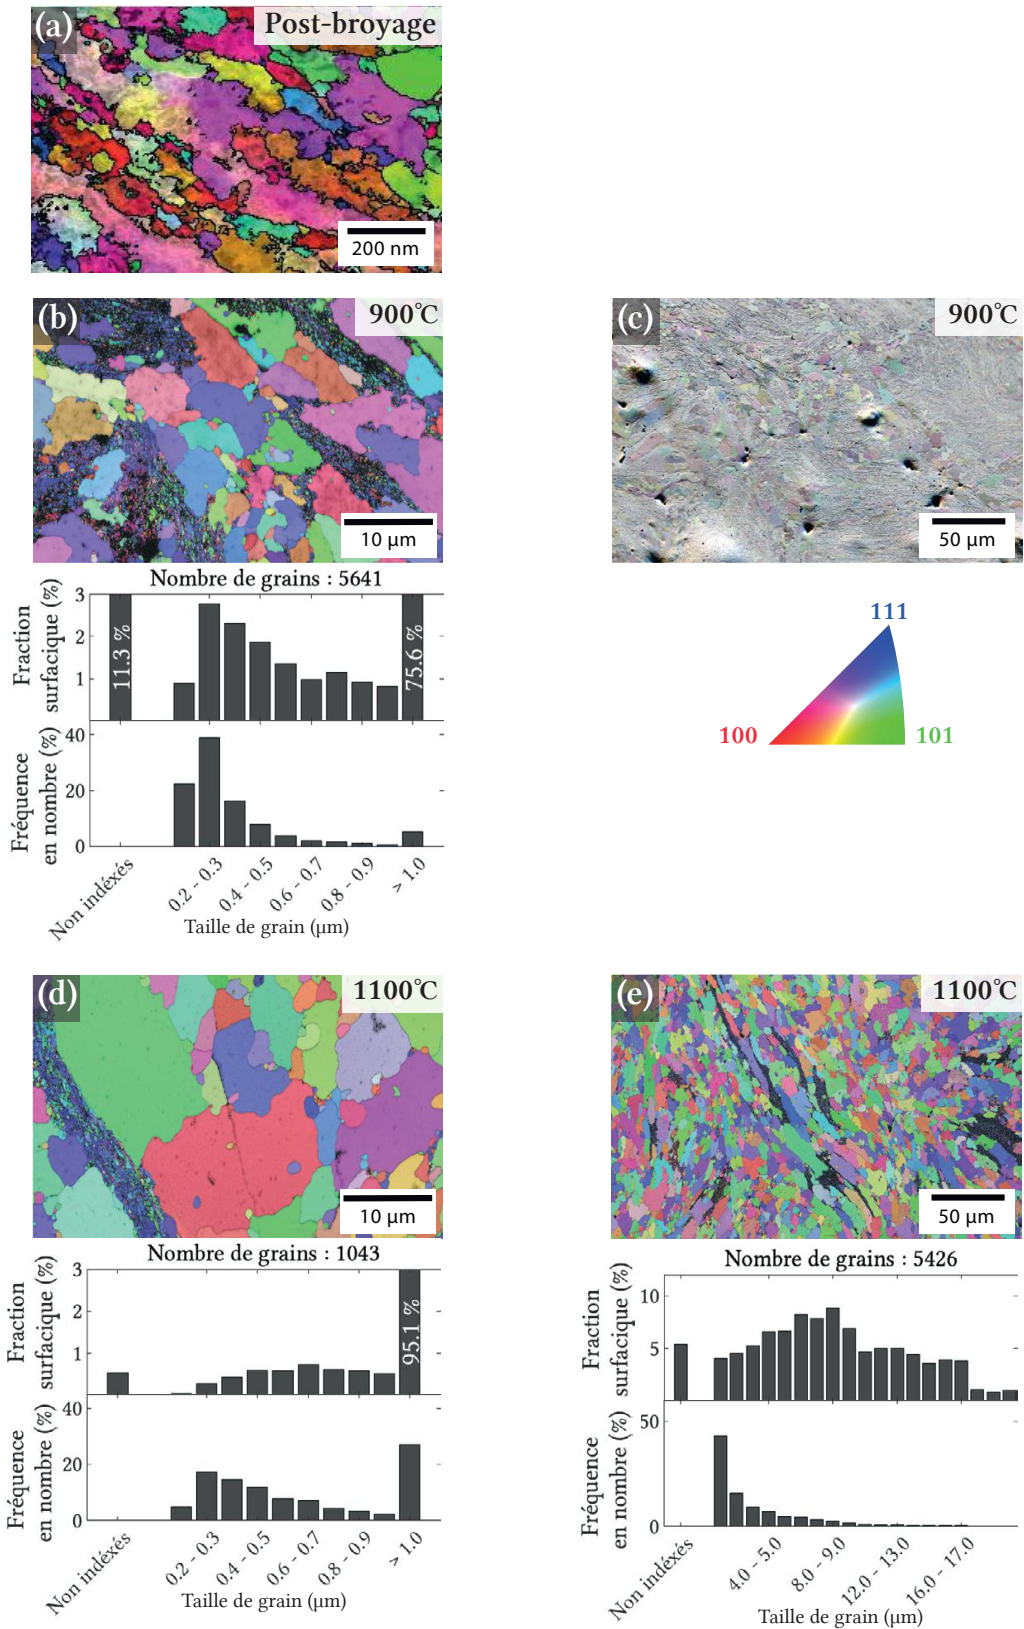 (a) Post-broyage
200 nm
(b) 900℃
10 µm
(c) 900℃
50 µm
Nombre de grains : 5641
Fraction
surfacique (%)
3
2
1
11.3 %
75.6 %
Fréquence
en nombre (%)
40
20
0
Non indéxés
0.2 - 0.3
0.4 - 0.5
0.6 - 0.7
0.8 - 0.9
> 1.0
Taille de grain (µm)
111
100
101
(d) 1100℃
10 µm
(e) 1100℃
50 µm
Nombre de grains : 1043
Fraction
surfacique (%)
3
2
1
95.1 %
Fréquence
en nombre (%)
40
20
0
Non indéxés
0.2 - 0.3
0.4 - 0.5
0.6 - 0.7
0.8 - 0.9
> 1.0
Taille de grain (µm)
Nombre de grains : 5426
Fraction
surfacique (%)
10
5
Fréquence
en nombre (%)
50
0
Non indéxés
4.0 - 5.0
8.0 - 9.0
12.0 - 13.0
16.0 - 17.0
Taille de grain (µm)